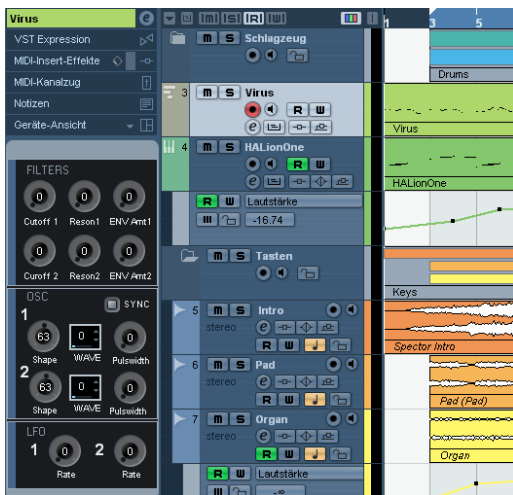 Virus
e
M S R W
VST Expression
MIDI-Insert-Effekte
MIDI-Kanalzug
Notizen
Geräte-Ansicht
FILTERS
0 0 0
Cutoff 1 Reson1 ENV Amt1
0 0 0
Curoff 2 Reson2 ENV Amt2
OSC
SYNC
1
63 0 0
Shape WAVE Pulswidth
2
63 0 0
Shape WAVE Pulswidth
LFO
1 0 2 0
Rate Rate
m S Schlagzeug
3 m S Virus
R W
e
4 m S HALionOne
R W
e
R W Lautstärke
-16.74
m S Tasten
5 m S Intro
stereo e
R W
6 m S Pad
stereo e
R W
7 m S Organ
stereo e
R W
R W Lautstärke
-∞
1 3 5
Drums
Virus
HALionOne
Keys
Spector Intro
Pad (Pad)
Organ